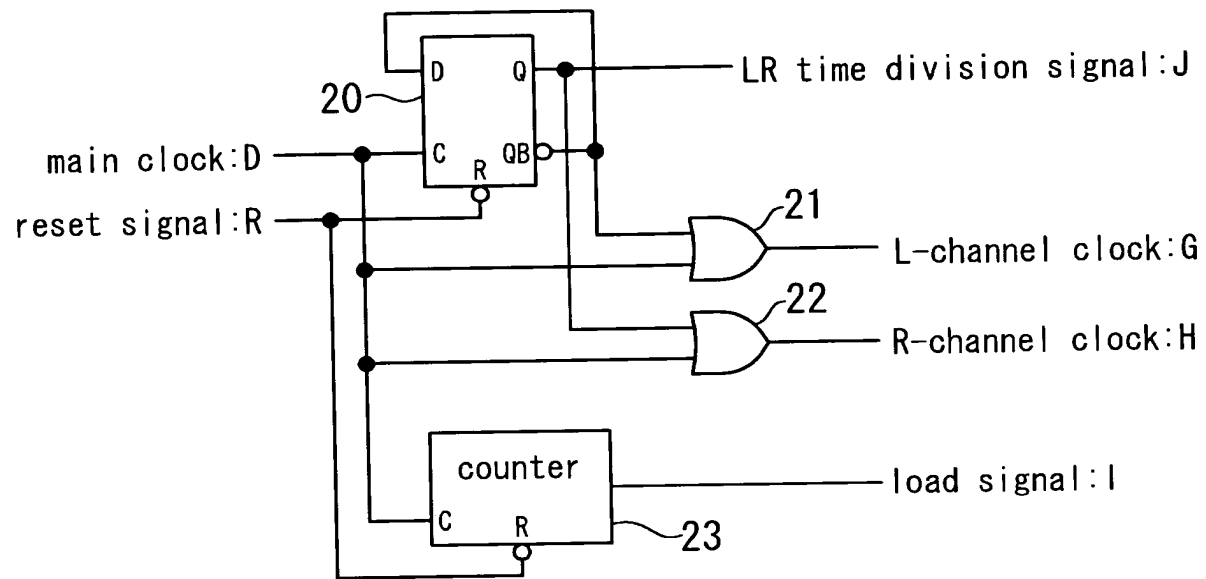 D Q
LR time division signal:J
20
main clock:D
C QB
R
reset signal:R
21
L-channel clock:G
22
R-channel clock:H
counter
load signal:I
C R
23